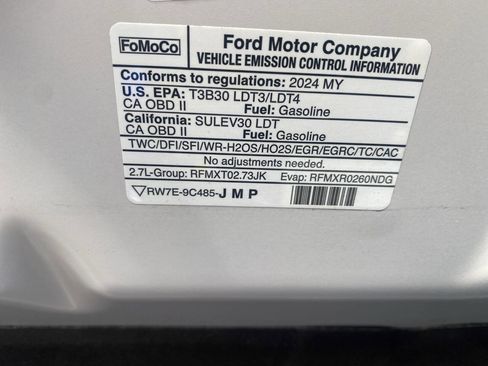 FoMoCo
Ford Motor Company
VEHICLE EMISSION CONTROL INFORMATION
Conforms to regulations: 2024 MY
U.S. EPA: T3B30 LDT3/LDT4
CA OBD II Fuel: Gasoline
California: SULEV30 LDT
CA OBD II Fuel: Gasoline
TWC/DFI/SFI/WR-H2OS/HO2S/EGR/EGRC/TC/CAC
No adjustments needed.
2.7L-Group: RFMXT02.73JK Evap: RFMXR0260NDG
RW7E-9C485-J M P